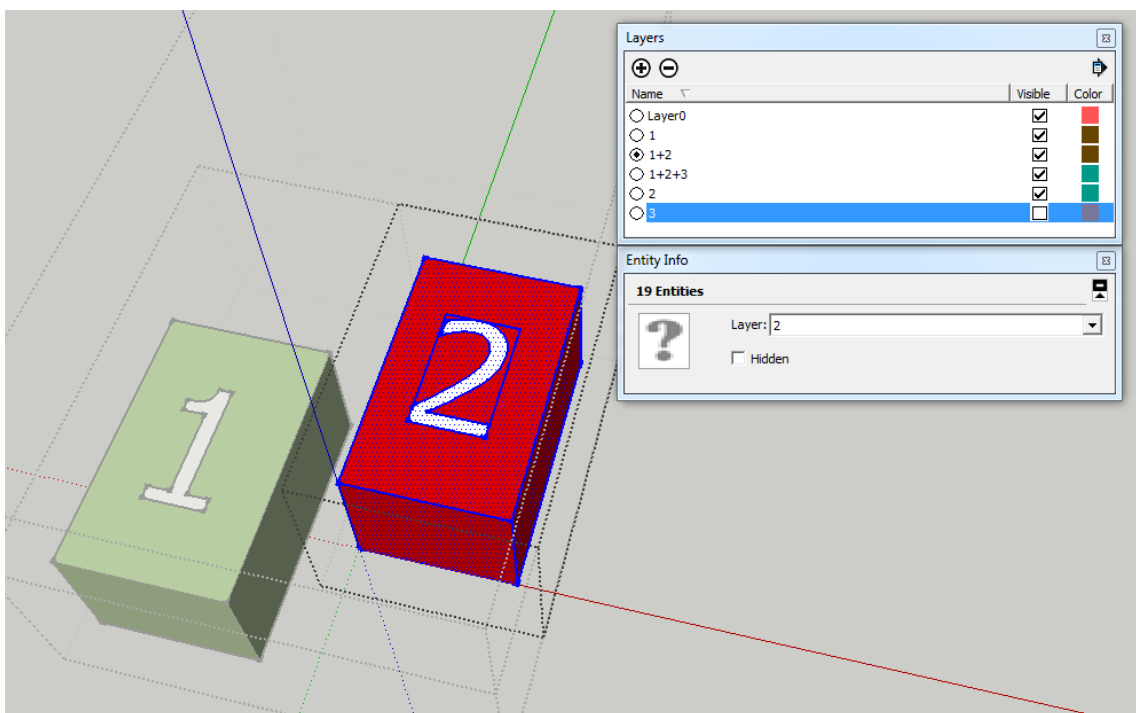 Layers
Name Visible Color
Layer0
1
1+2
1+2+3
2
3
Entity Info
19 Entities
?
Layer: 2
Hidden
1
2